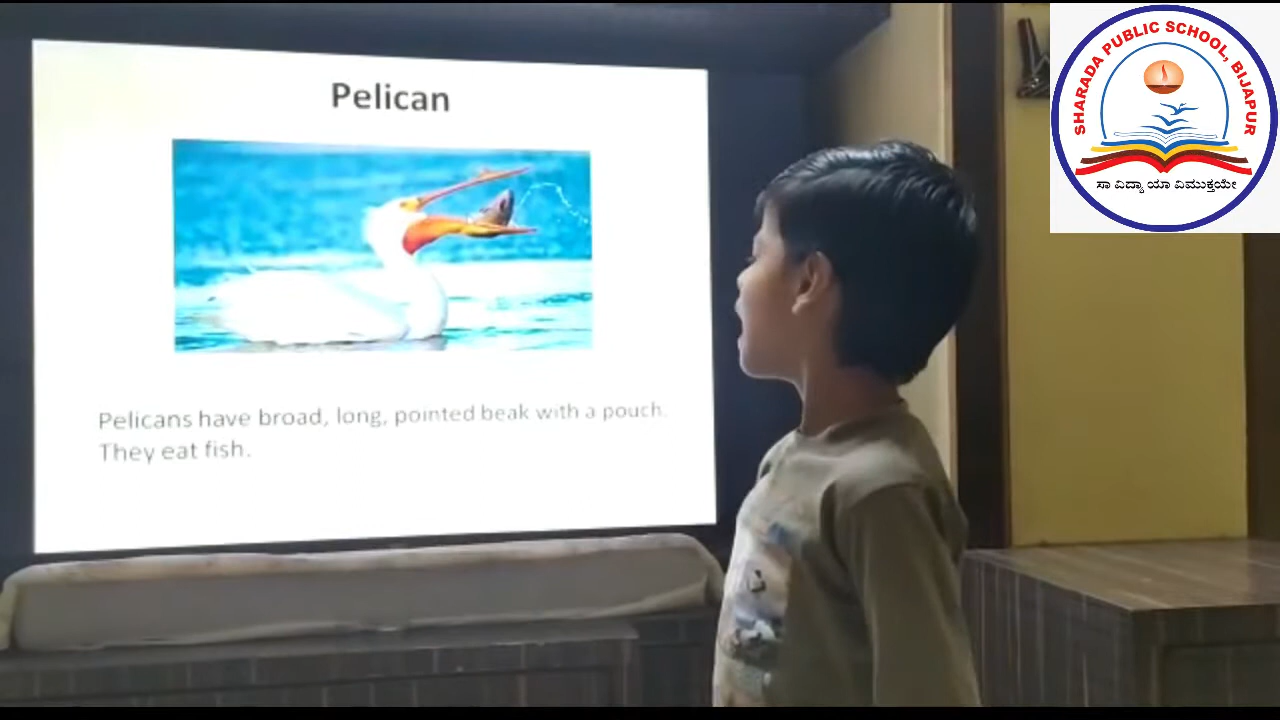 Pelican
Pelicans have broad, long, pointed beak with a pouch.
They eat fish.
SHARADA PUBLIC SCHOOL, BIJAPUR
ಸಾ ವಿದ್ಯಾ ಯಾ ವಿಮುಕ್ತಯೇ